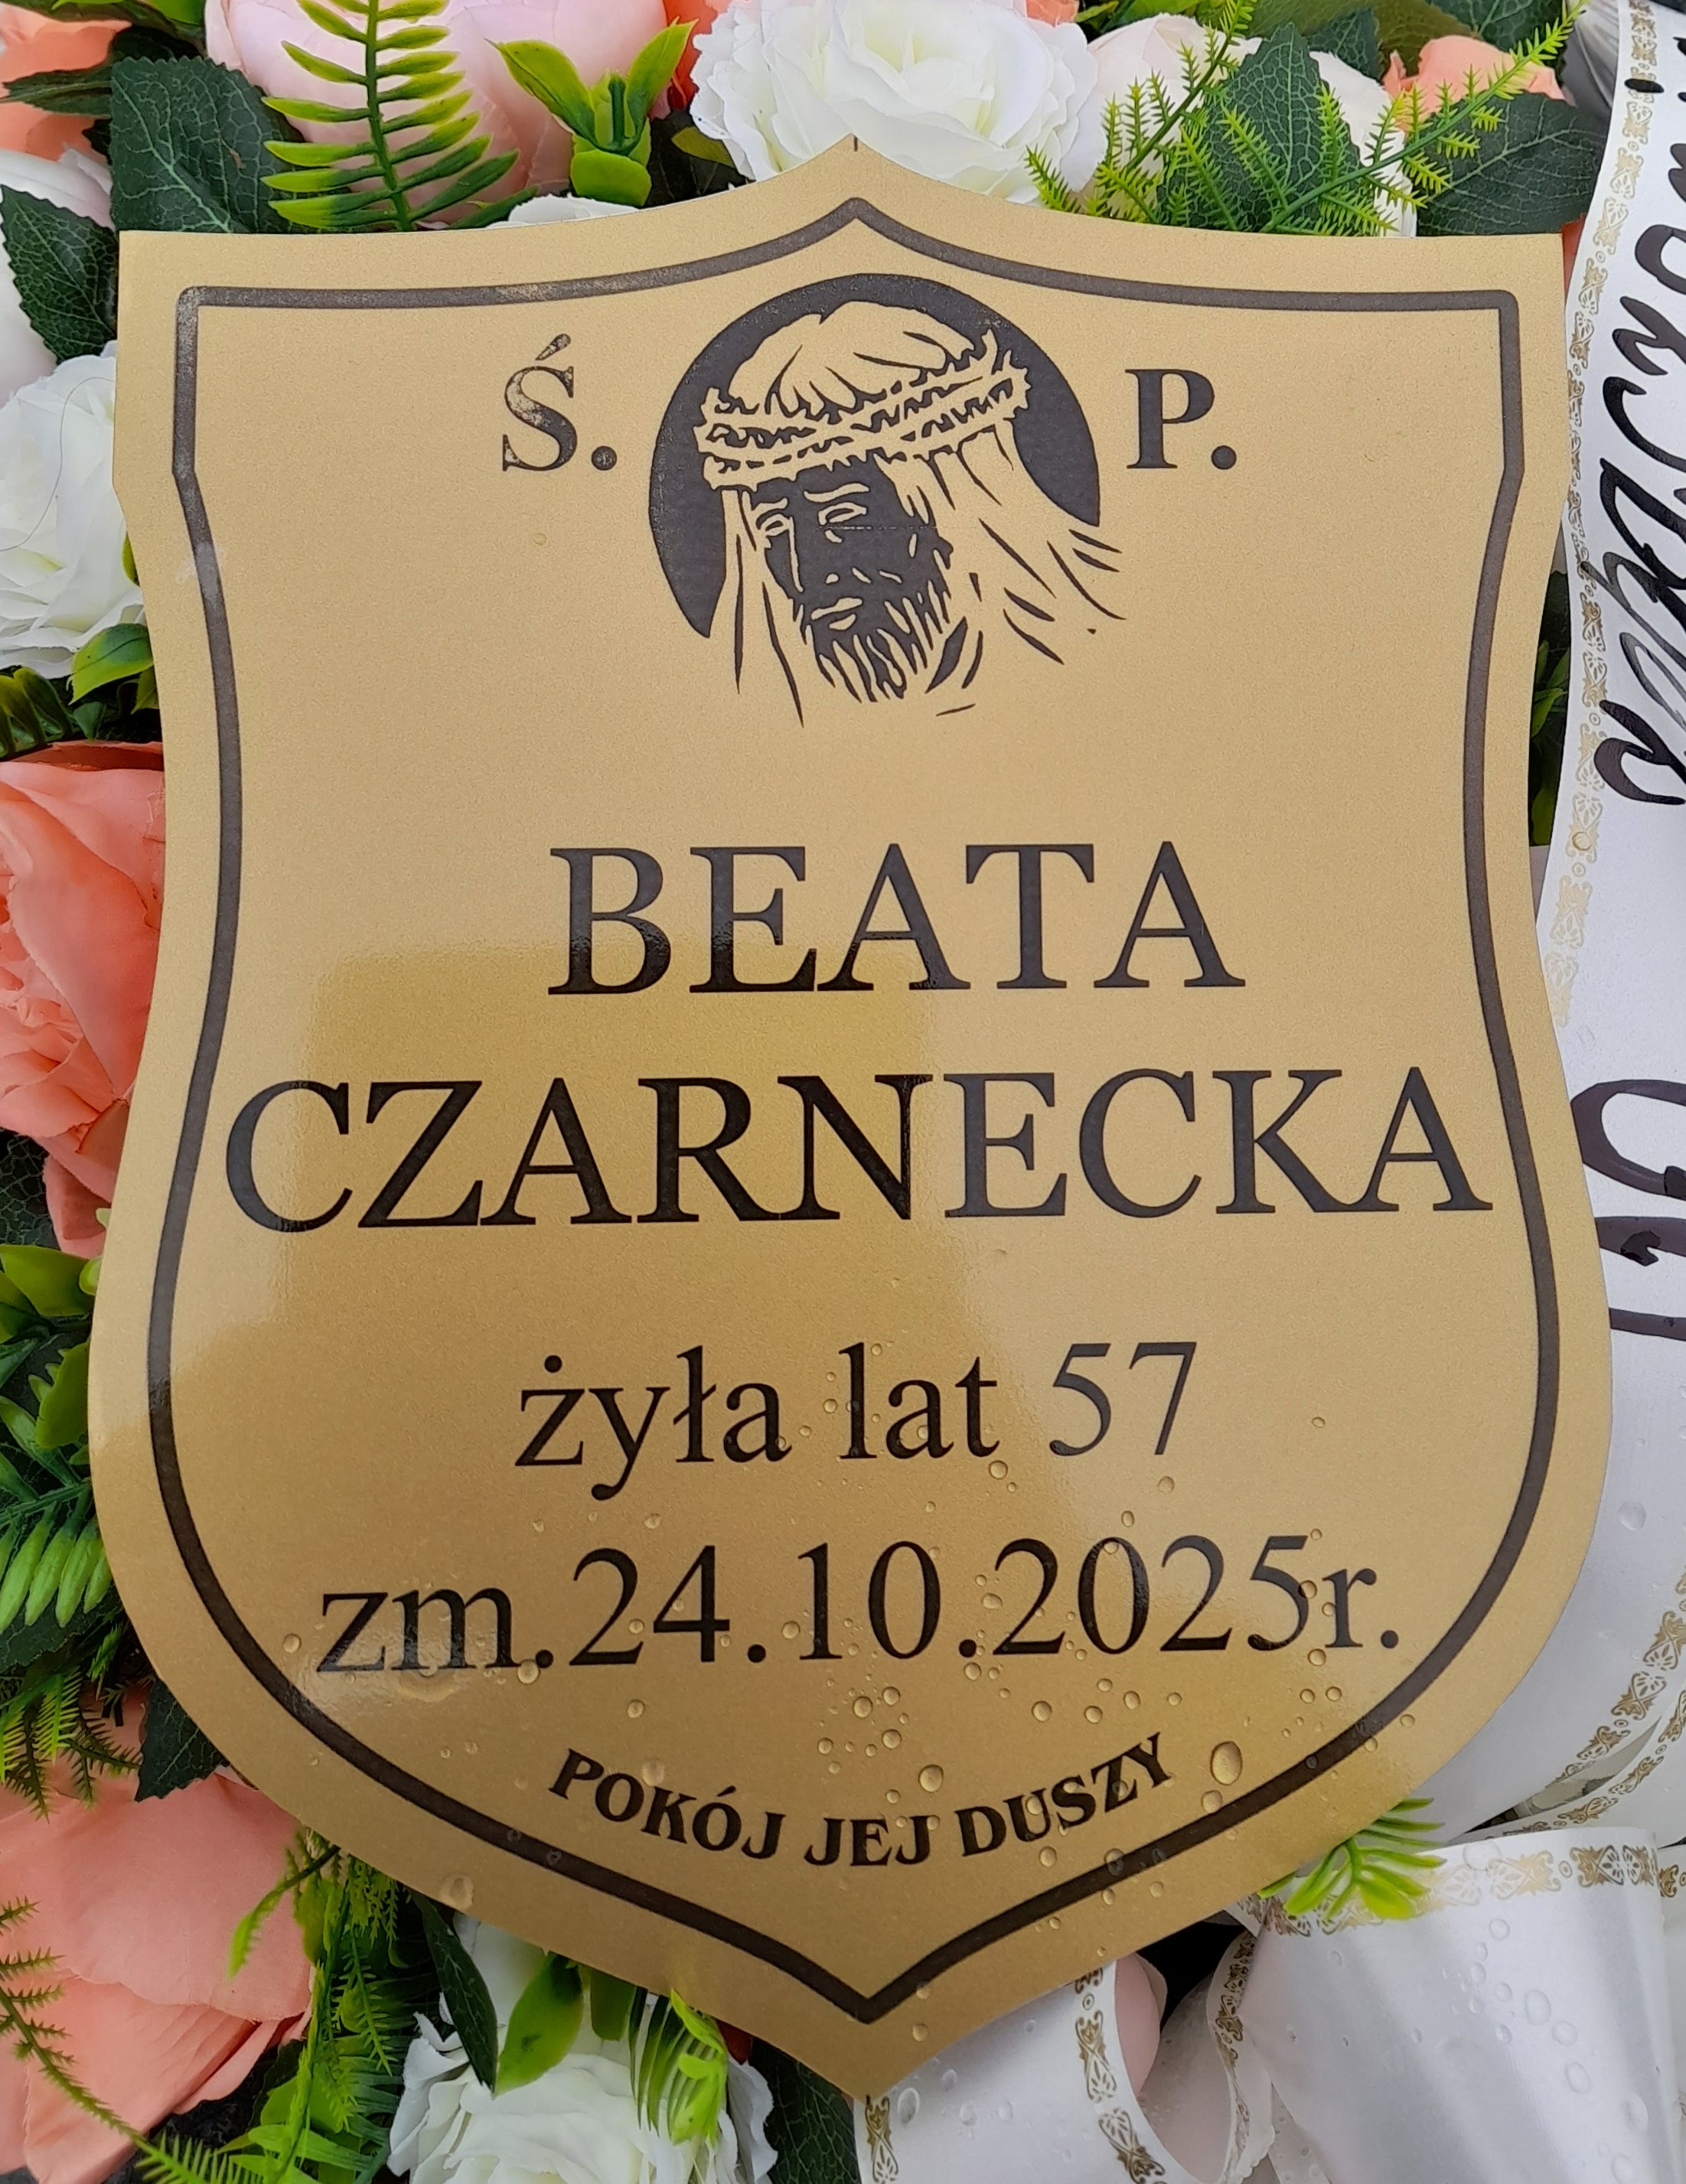 Ś. P.
BEATA
CZARNECKA
żyła lat 57
zm.24.10.2025r.
POKÓJ JEJ DUSZY